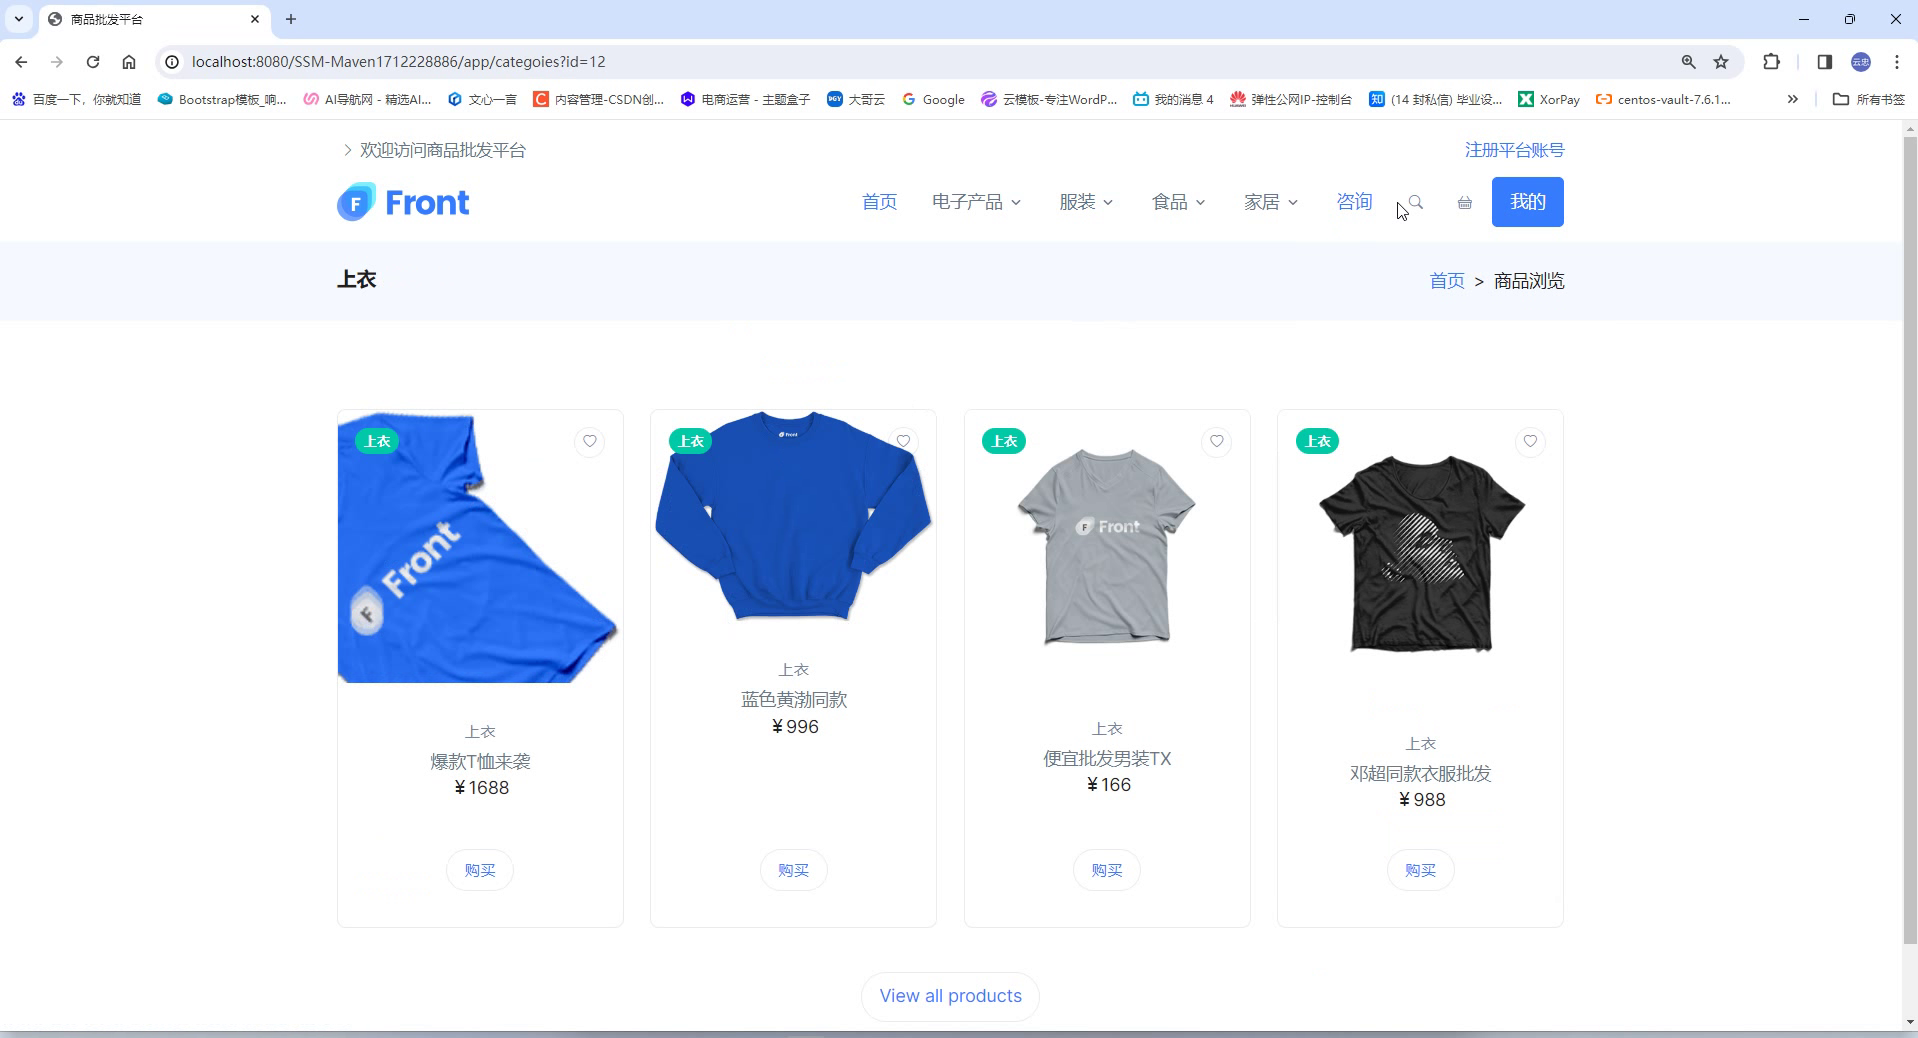 商品批发平台
localhost:8080/SSM-Maven1712228886/app/categoies?id=12
云忠
百度一下，你就知道
Bootstrap模板_响...
AI导航网 - 精选AI...
文心一言
内容管理-CSDN创...
电商运营 - 主题盒子
大哥云
Google
云模板-专注WordP...
我的消息 4
弹性公网IP-控制台
(14 封私信) 毕业设...
XorPay
centos-vault-7.6.1...
»
所有书签
欢迎访问商品批发平台
注册平台账号
F Front
首页
电子产品
服装
食品
家居
咨询
我的
上衣
首页 > 商品浏览
上衣
Front
上衣
爆款T恤来袭
¥1688
购买
上衣
Front
上衣
蓝色黄渤同款
¥996
购买
上衣
F Front
上衣
便宜批发男装TX
¥166
购买
上衣
上衣
邓超同款衣服批发
¥988
购买
View all products